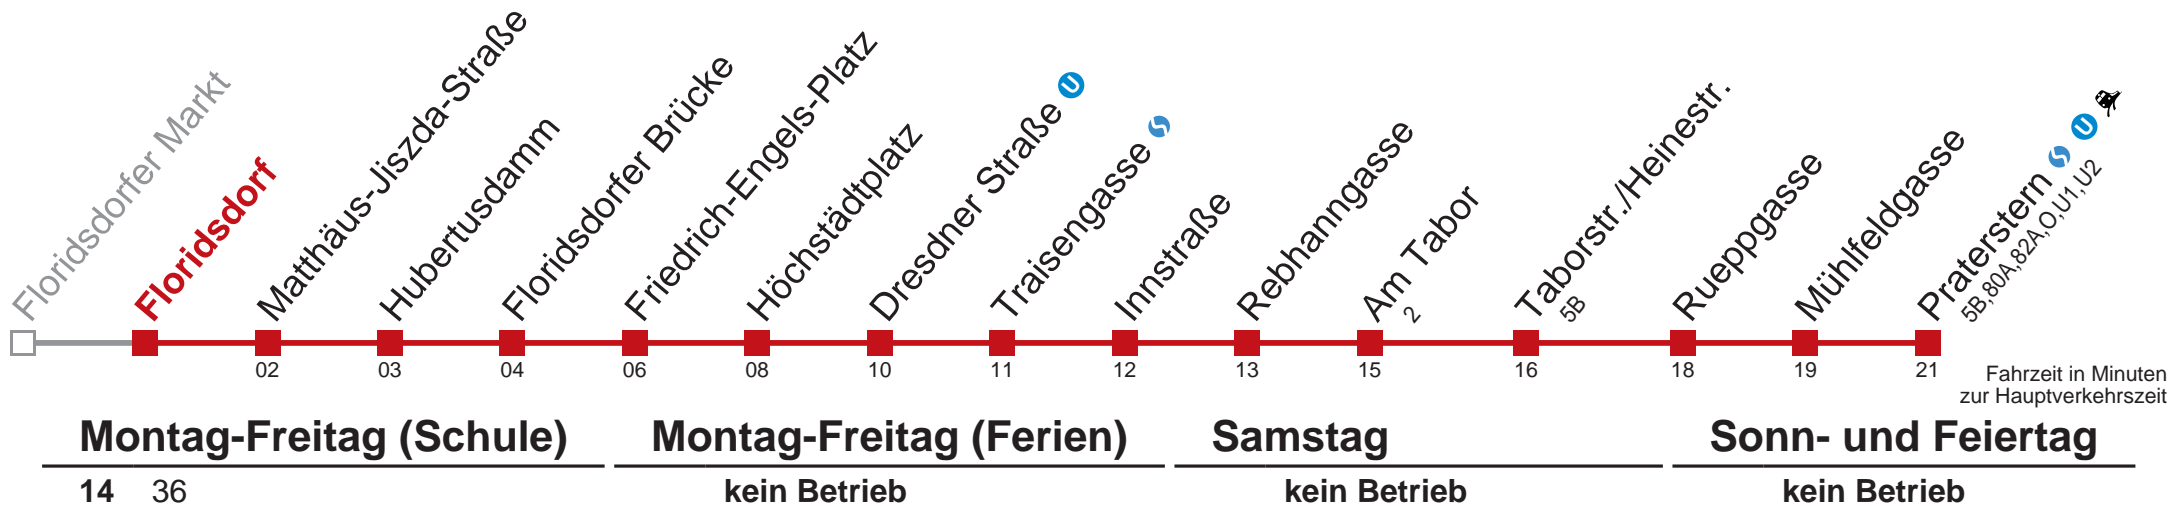 Floridsdorfer Markt
Floridsdorf
Matthäus-Jiszda-Straße
Hubertusdamm
Floridsdorfer Brücke
Friedrich-Engels-Platz
Höchstädtplatz
Dresdner Straße U
Traisengasse S
Innstraße
Rebhanngasse
Am Tabor
2
Taborstr./Heinestr.
5B
Rueppgasse
Mühlfeldgasse
Praterstern S U
5B,80A,82A,O,U1,U2
02 03 04 06 08 10 11 12 13 15 16 18 19 21
Fahrzeit in Minuten
zur Hauptverkehrszeit
Montag-Freitag (Schule) Montag-Freitag (Ferien) Samstag Sonn- und Feiertag
14 36 kein Betrieb kein Betrieb kein Betrieb